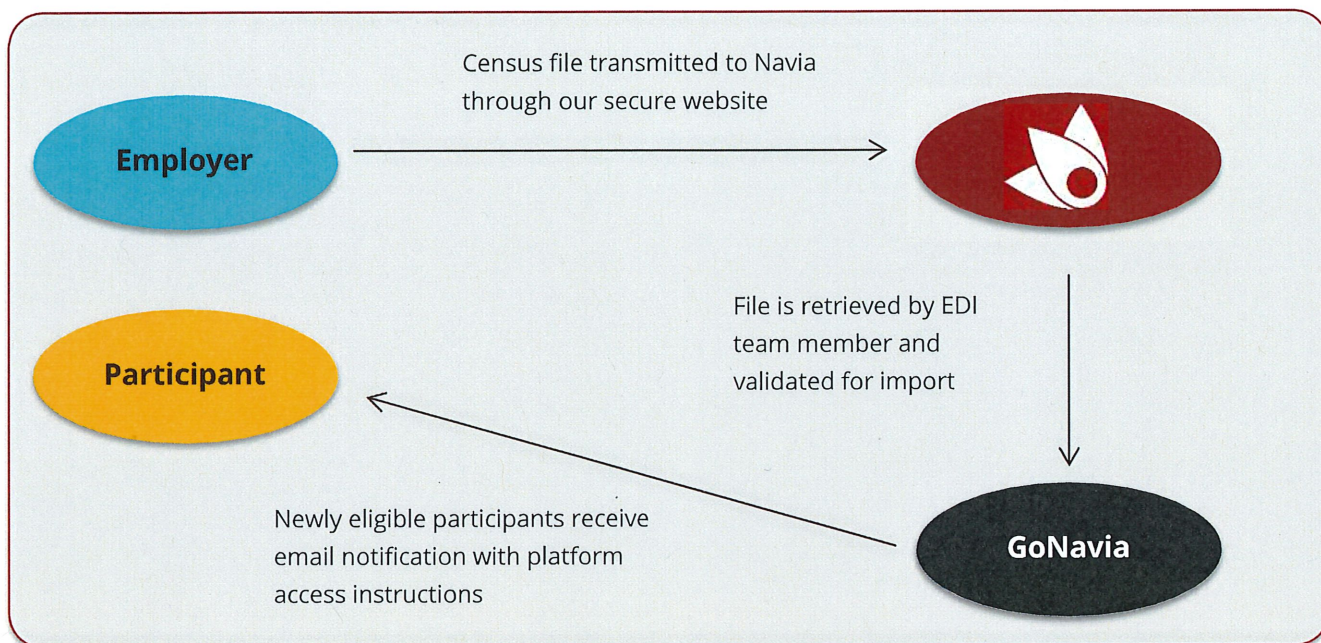 Census file transmitted to Navia
through our secure website
Employer
File is retrieved by EDI
team member and
validated for import
Participant
Newly eligible participants receive
email notification with platform
access instructions
GoNavia